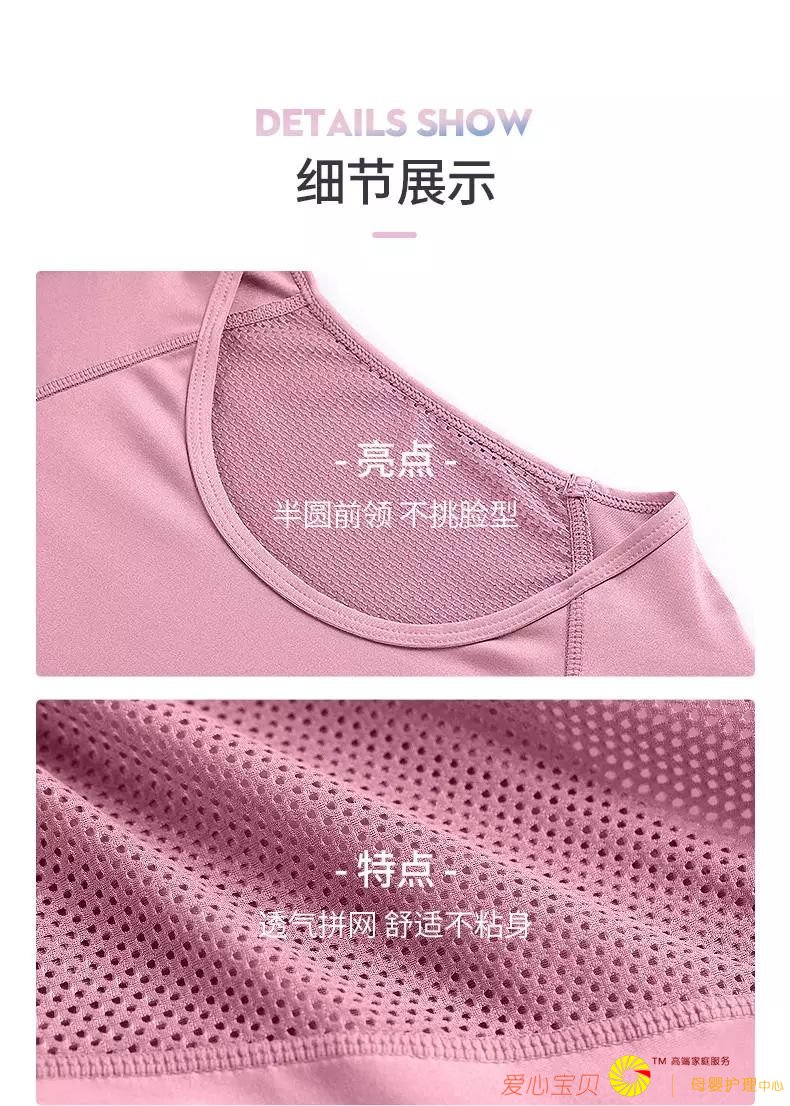 DETAILS SHOW
细节展示
- 亮点 -
半圆前领 不挑脸型
- 特点 -
透气拼网 舒适不粘身
爱心宝贝 TM 高端家庭服务 | 母婴护理中心